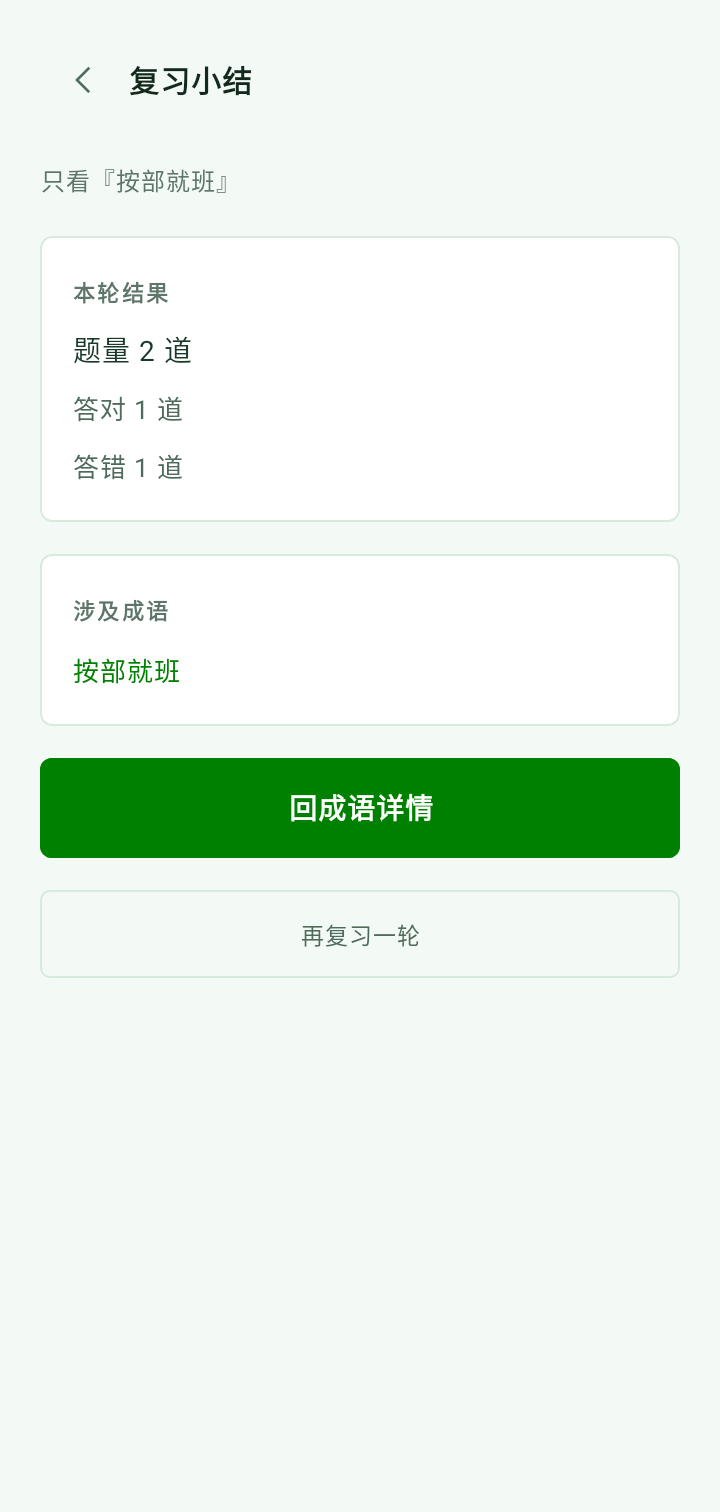 复习小结
只看『按部就班』
本轮结果
题量 2 道
答对 1 道
答错 1 道
涉及成语
按部就班
回成语详情
再复习一轮